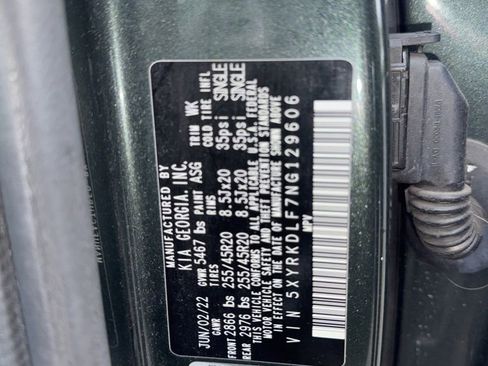 MANUFACTURED BY
KIA GEORGIA. INC.
JUN/02/22 GVWR 5467 lbs PAINT ASG TRIM WK
GAWR TIRES RIMS COLD TIRE INFL
FRONT 2866 lbs 255/45R20 8.5JX20 35psi SINGLE
REAR 2976 lbs 255/45R20 8.5JX20 35psi SINGLE
THIS VEHICLE CONFORMS TO ALL APPLICABLE U.S. FEDERAL
MOTOR VEHICLE SAFETY AND THEFT PREVENTION STANDARDS
IN EFFECT ON THE DATE OF MANUFACTURE SHOWN ABOVE
VIN 5XYRKDLF7NG129606
MPV